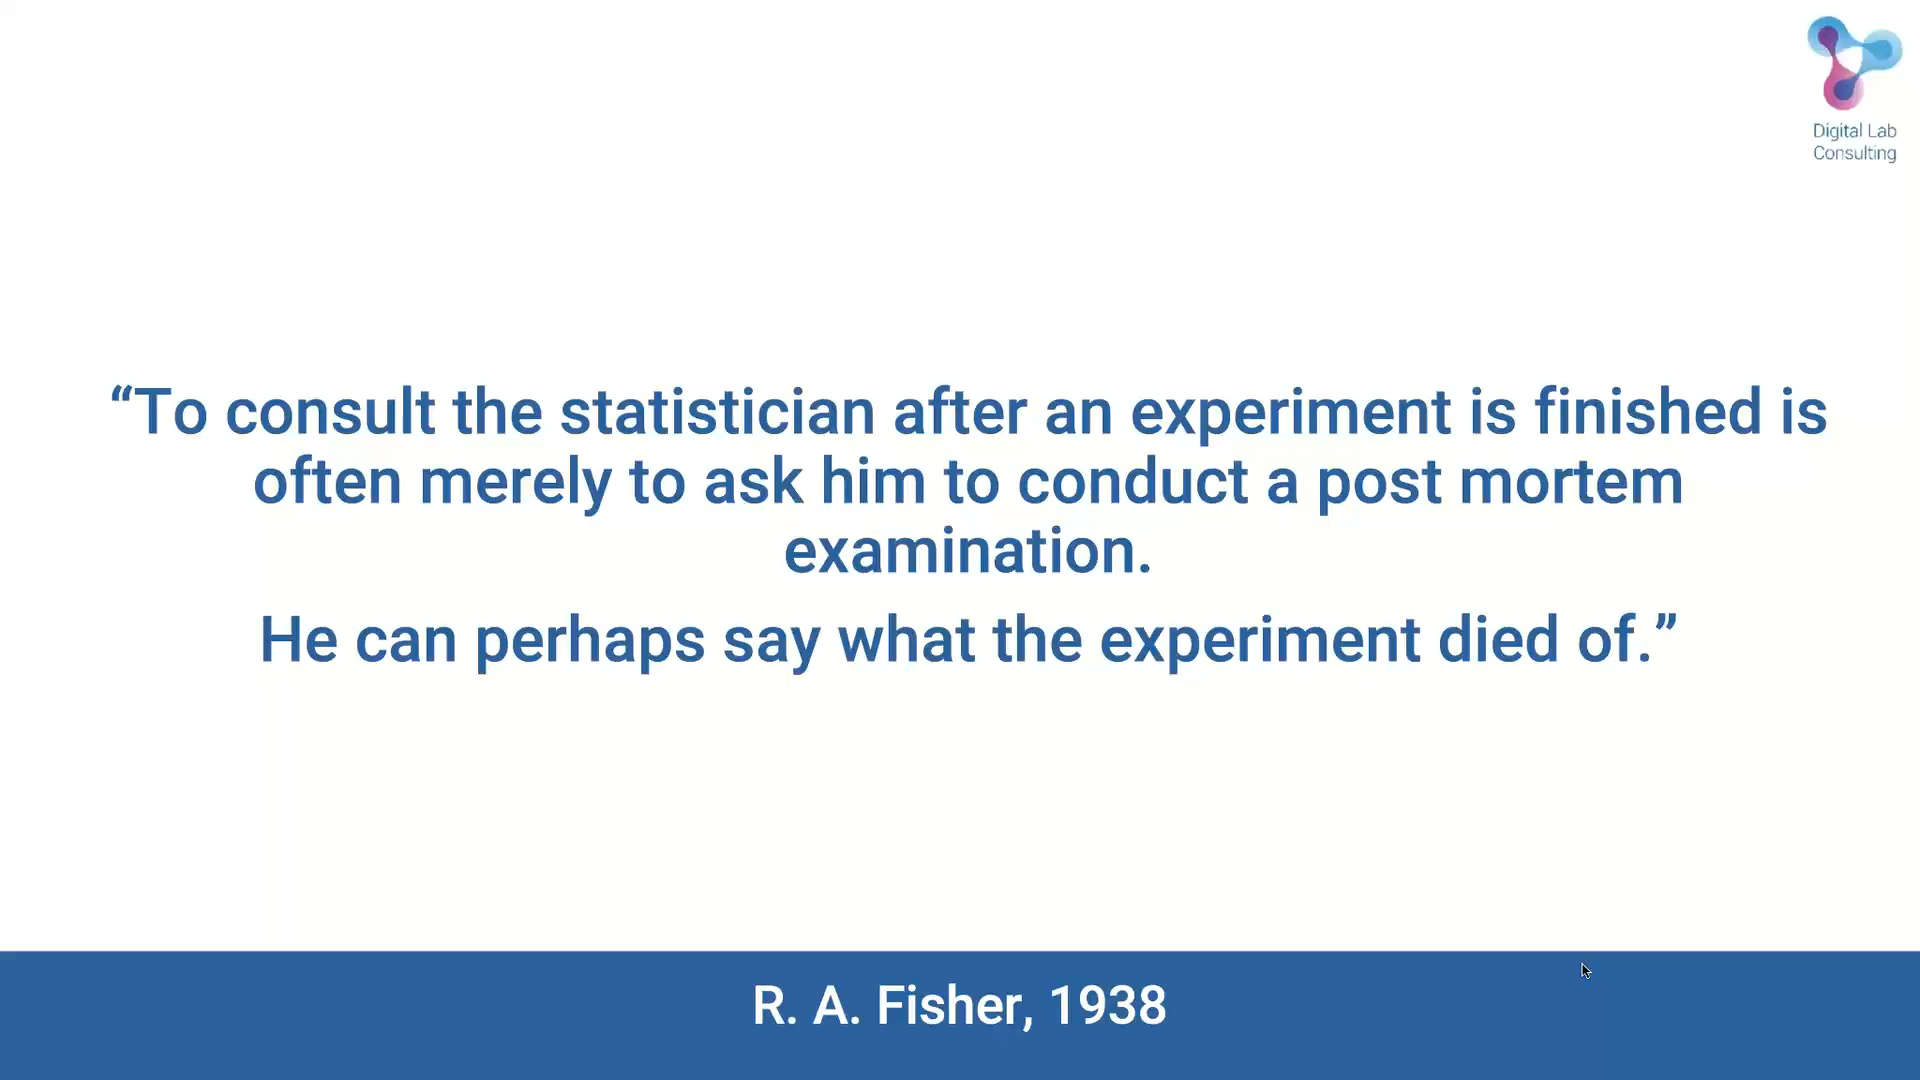 Digital Lab
Consulting
“To consult the statistician after an experiment is finished is
often merely to ask him to conduct a post mortem
examination.
He can perhaps say what the experiment died of.”
R. A. Fisher, 1938